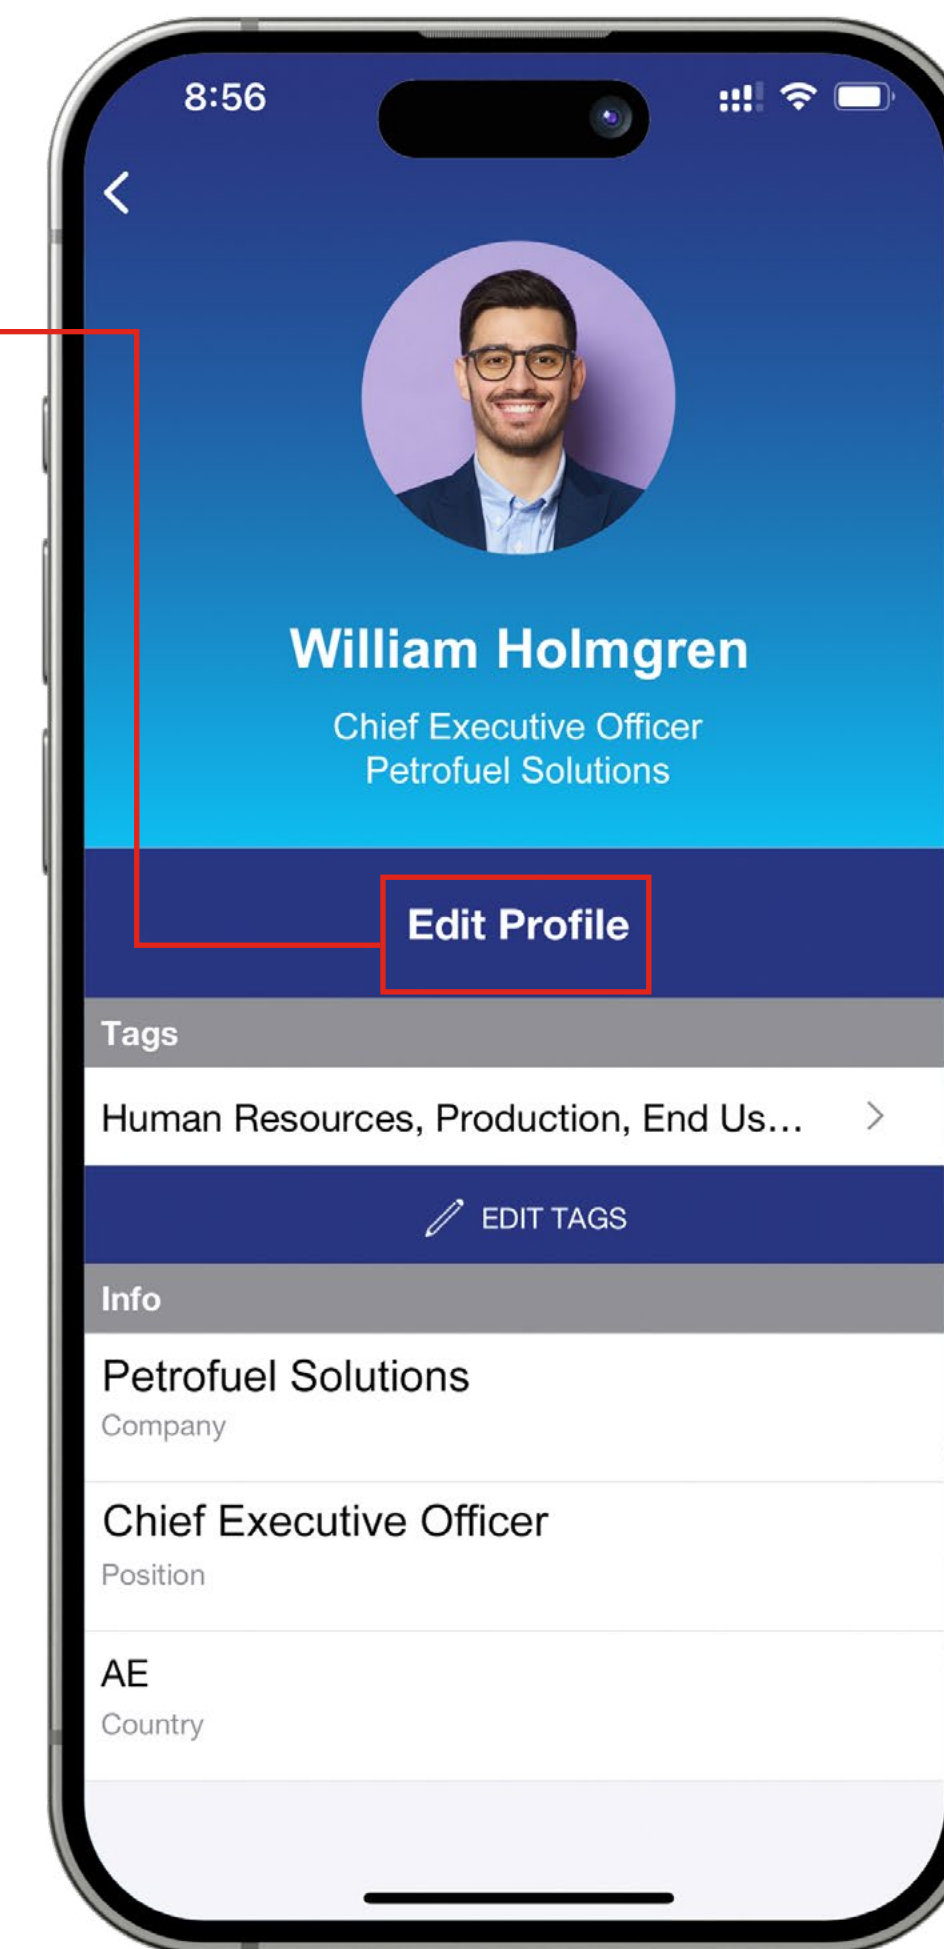 8:56
William Holmgren
Chief Executive Officer
Petrofuel Solutions
Edit Profile
Tags
Human Resources, Production, End Us...
EDIT TAGS
Info
Petrofuel Solutions
Company
Chief Executive Officer
Position
AE
Country